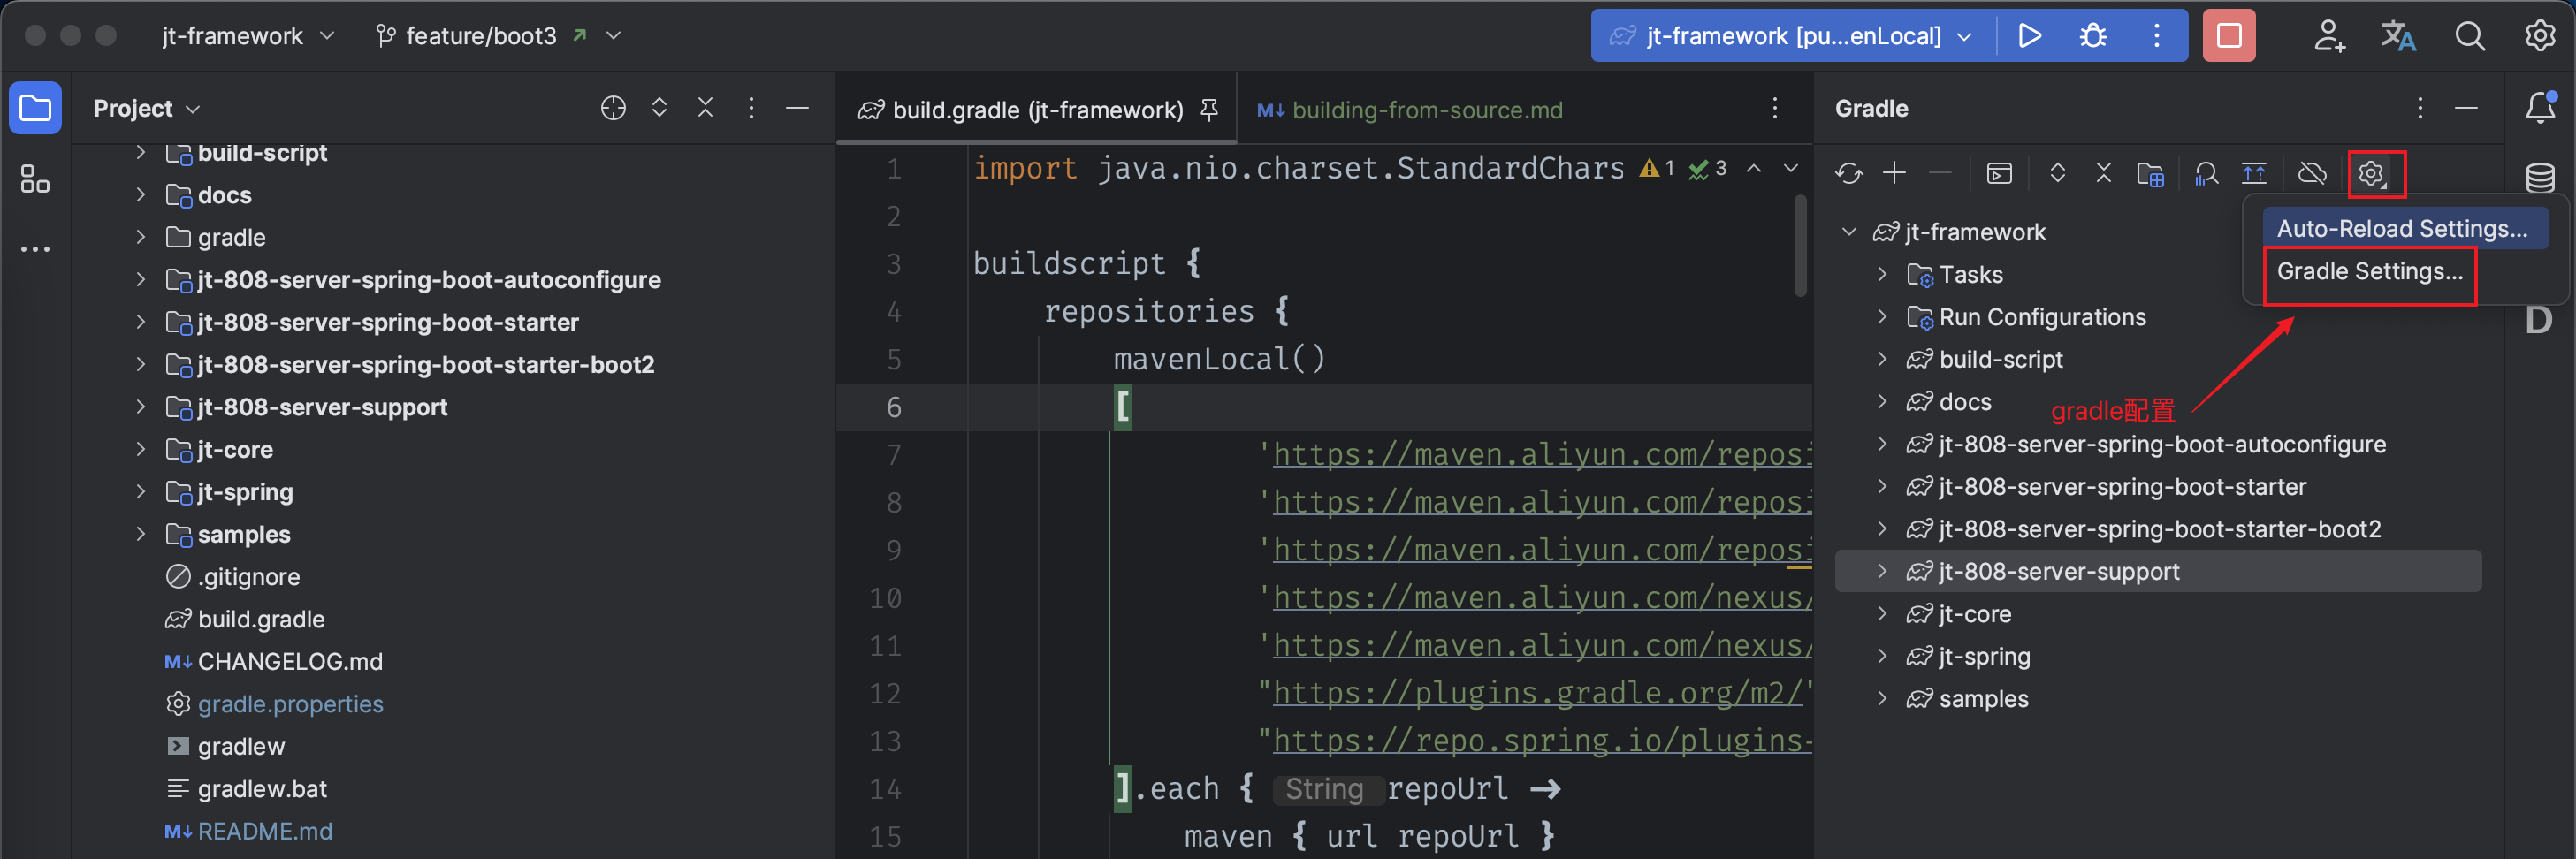 jt-framework
feature/boot3
jt-framework [pu...enLocal]
Project
build-script
docs
gradle
jt-808-server-spring-boot-autoconfigure
jt-808-server-spring-boot-starter
jt-808-server-spring-boot-starter-boot2
jt-808-server-support
jt-core
jt-spring
samples
.gitignore
build.gradle
M↓ CHANGELOG.md
gradle.properties
gradlew
gradlew.bat
M↓ README.md
build.gradle (jt-framework)
M↓ building-from-source.md
1 import java.nio.charset.StandardChars
1 3
2
3 buildscript {
4 repositories {
5 mavenLocal()
6 [
7 'https://maven.aliyun.com/reposi
8 'https://maven.aliyun.com/reposi
9 'https://maven.aliyun.com/reposi
10 'https://maven.aliyun.com/nexus/
11 'https://maven.aliyun.com/nexus/
12 "https://plugins.gradle.org/m2/"
13 "https://repo.spring.io/plugins-
14 ].each { String repoUrl →
15 maven { url repoUrl }
Gradle
Auto-Reload Settings...
Gradle Settings...
gradle配置
jt-framework
Tasks
Run Configurations
build-script
docs
jt-808-server-spring-boot-autoconfigure
jt-808-server-spring-boot-starter
jt-808-server-spring-boot-starter-boot2
jt-808-server-support
jt-core
jt-spring
samples
D